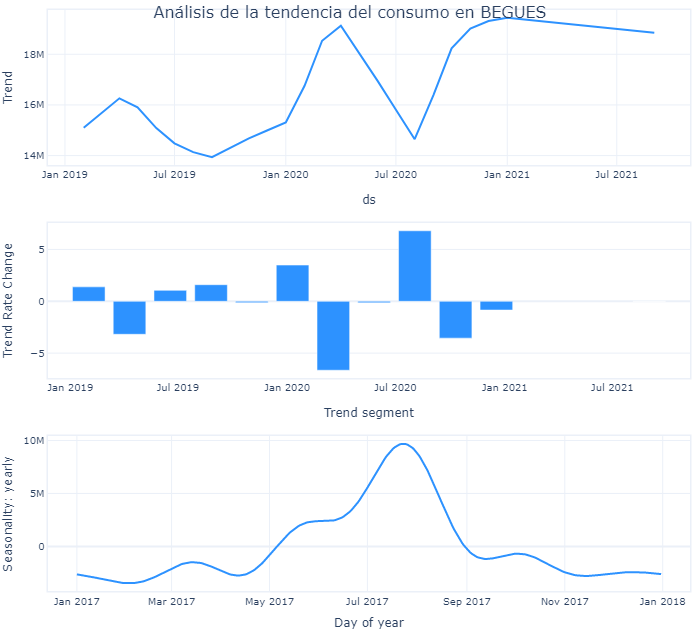 Análisis de la tendencia del consumo en BEGUES
Trend
18M
16M
14M
Jan 2019 Jul 2019 Jan 2020 Jul 2020 Jan 2021 Jul 2021
ds
Trend Rate Change
5
0
−5
Jan 2019 Jul 2019 Jan 2020 Jul 2020 Jan 2021 Jul 2021
Trend segment
Seasonality: yearly
10M
5M
0
Jan 2017 Mar 2017 May 2017 Jul 2017 Sep 2017 Nov 2017 Jan 2018
Day of year